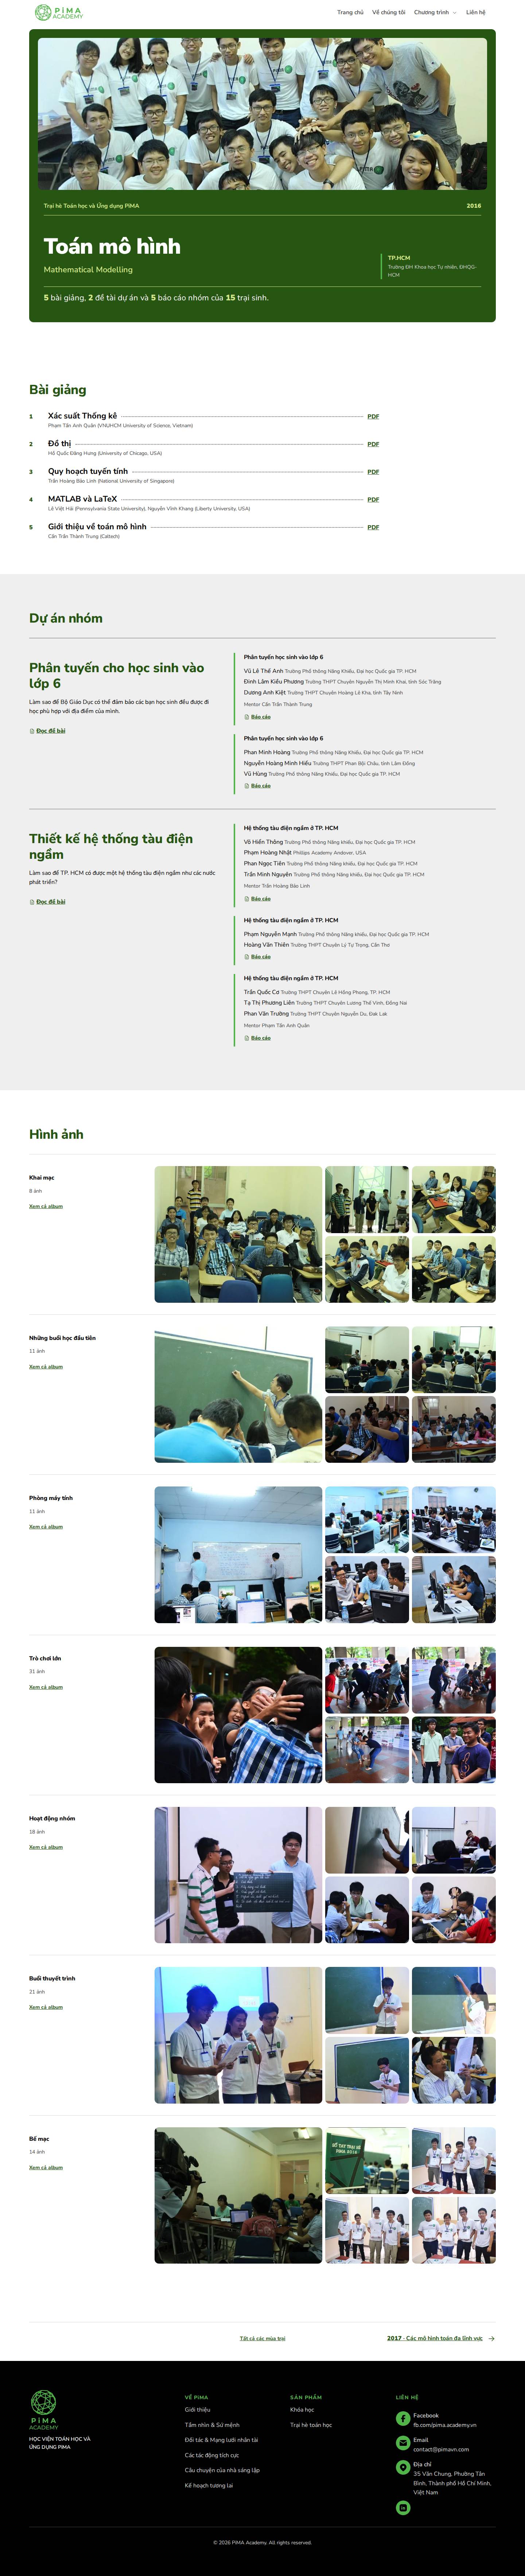 PiMA
ACADEMY
Trang chủ
Về chúng tôi
Chương trình
Liên hệ
Trại hè Toán học và Ứng dụng PiMA
2016
Toán mô hình
Mathematical Modelling
TP.HCM
Trường ĐH Khoa học Tự nhiên, ĐHQG-
HCM
5 bài giảng, 2 đề tài dự án và 5 báo cáo nhóm của 15 trại sinh.
Bài giảng
1 Xác suất Thống kê PDF
Phạm Tấn Anh Quân (VNUHCM University of Science, Vietnam)
2 Đồ thị PDF
Hồ Quốc Đăng Hưng (University of Chicago, USA)
3 Quy hoạch tuyến tính PDF
Trần Hoàng Bảo Linh (National University of Singapore)
4 MATLAB và LaTeX PDF
Lê Việt Hải (Pennsylvania State University), Nguyễn Vĩnh Khang (Liberty University, USA)
5 Giới thiệu về toán mô hình PDF
Cấn Trần Thành Trung (Caltech)
Dự án nhóm
Phân tuyến cho học sinh vào
lớp 6
Làm sao để Bộ Giáo Dục có thể đảm bảo các bạn học sinh đều được đi
học phù hợp với địa điểm của mình.
Đọc đề bài
Phân tuyến học sinh vào lớp 6
Vũ Lê Thế Anh Trường Phổ thông Năng Khiếu, Đại học Quốc gia TP. HCM
Đinh Lâm Kiều Phương Trường THPT Chuyên Nguyễn Thị Minh Khai, tỉnh Sóc Trăng
Dương Anh Kiệt Trường THPT Chuyên Hoàng Lê Kha, tỉnh Tây Ninh
Mentor Cấn Trần Thành Trung
Báo cáo
Phân tuyến học sinh vào lớp 6
Phan Minh Hoàng Trường Phổ thông Năng Khiếu, Đại học Quốc gia TP. HCM
Nguyễn Hoàng Minh Hiếu Trường THPT Phan Bội Châu, tỉnh Lâm Đồng
Vũ Hùng Trường Phổ thông Năng Khiếu, Đại học Quốc gia TP. HCM
Báo cáo
Thiết kế hệ thống tàu điện
ngầm
Làm sao để TP. HCM có được một hệ thống tàu điện ngầm như các nước
phát triển?
Đọc đề bài
Hệ thống tàu điện ngầm ở TP. HCM
Võ Hiển Thông Trường Phổ thông Năng khiếu, Đại học Quốc gia TP. HCM
Phạm Hoàng Nhật Philips Academy Andover, USA
Phan Ngọc Tiên Trường Phổ thông Năng khiếu, Đại học Quốc gia TP. HCM
Trần Minh Nguyên Trường Phổ thông Năng khiếu, Đại học Quốc gia TP. HCM
Mentor Trần Hoàng Bảo Linh
Báo cáo
Hệ thống tàu điện ngầm ở TP. HCM
Phạm Nguyễn Mạnh Trường Phổ thông Năng khiếu, Đại học Quốc gia TP. HCM
Hoàng Văn Thiên Trường THPT Chuyên Lý Tự Trọng, Cần Thơ
Báo cáo
Hệ thống tàu điện ngầm ở TP. HCM
Trần Quốc Cơ Trường THPT Chuyên Lê Hồng Phong, TP. HCM
Tạ Thị Phương Liên Trường THPT Chuyên Lương Thế Vinh, Đồng Nai
Phan Văn Trường Trường THPT Chuyên Nguyễn Du, Đak Lak
Mentor Phạm Tấn Anh Quân
Báo cáo
Hình ảnh
Khai mạc
8 ảnh
Xem cả album
Những buổi học đầu tiên
11 ảnh
Xem cả album
Phòng máy tính
11 ảnh
Xem cả album
Trò chơi lớn
31 ảnh
Xem cả album
Hoạt động nhóm
18 ảnh
Xem cả album
Buổi thuyết trình
21 ảnh
Xem cả album
Bế mạc
14 ảnh
Xem cả album
Tất cả các mùa trại
2017 · Các mô hình toán đa lĩnh vực
PiMA
ACADEMY
HỌC VIỆN TOÁN HỌC VÀ
ỨNG DỤNG PIMA
VỀ PIMA
Giới thiệu
Tầm nhìn & Sứ mệnh
Đối tác & Mạng lưới nhân tài
Các tác động tích cực
Câu chuyện của nhà sáng lập
Kế hoạch tương lai
SẢN PHẨM
Khóa học
Trại hè toán học
LIÊN HỆ
Facebook
fb.com/pima.academy.vn
Email
contact@pimavn.com
Địa chỉ
35 Văn Chung, Phường Tân
Bình, Thành phố Hồ Chí Minh,
Việt Nam
© 2026 PiMA Academy. All rights reserved.